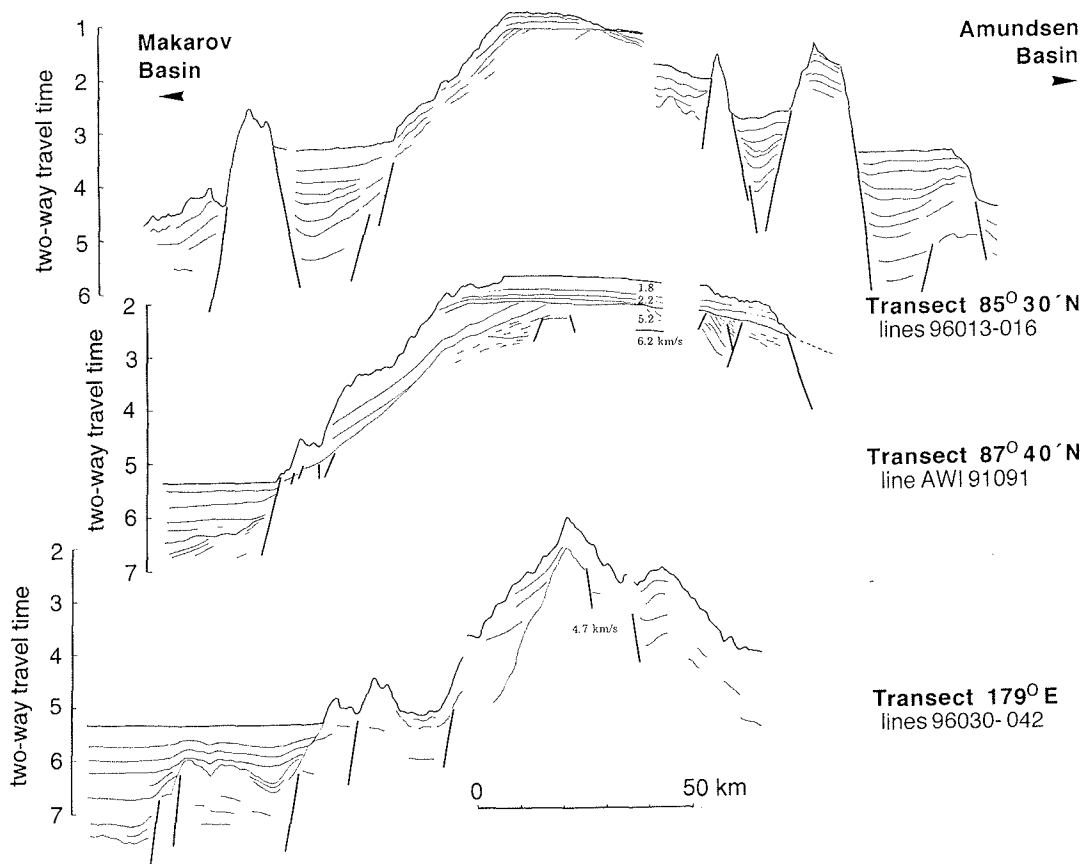 1
2
3
4
5
6
two-way travel time
Makarov
Basin
Amundsen
Basin
Transect 85° 30´N
lines 96013-016
2
3
4
5
6
7
two-way travel time
1.8
2.2
5.2
6.2 km/s
Transect 87° 40´N
line AWI 91091
2
3
4
5
6
7
two-way travel time
4.7 km/s
Transect 179° E
lines 96030-042
0
50 km